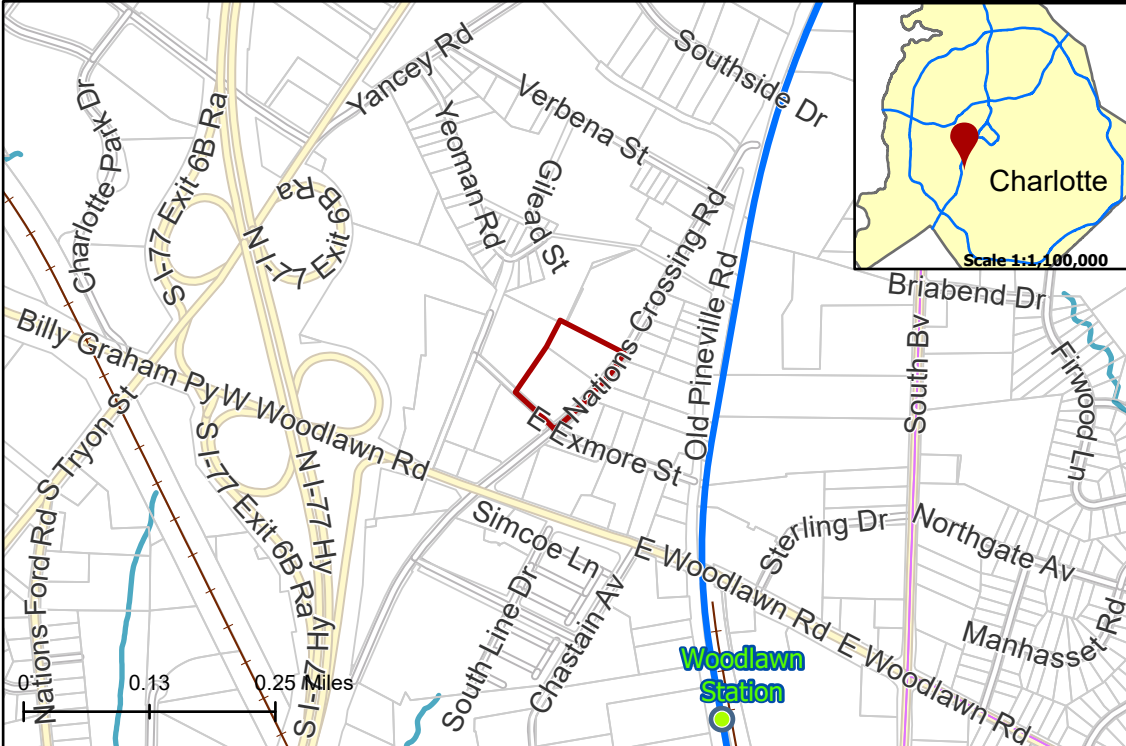 Southside Dr
Yancey Rd
Verbena St
Charlotte Park Dr
S I-77 Exit 6B Ra
N I-77 Exit 6B Ra
Yeoman Rd
Gilead St
Charlotte
Scale 1:1,100,000
Nations Crossing Rd
Old Pineville Rd
Briabend Dr
South Bv
Firwood Ln
Billy Graham Py
W Woodlawn Rd
S Tryon St
E Exmore St
S I-77 Exit 6B Ra
N I-77 Hy
Simcoe Ln
Sterling Dr
Northgate Av
E Woodlawn Rd
E Woodlawn Rd
Nations Ford Rd
South Line Dr
Chastain Av
Manhasset Rd
S I-77 Hy
Woodlawn
Station
0
0.13
0.25 Miles